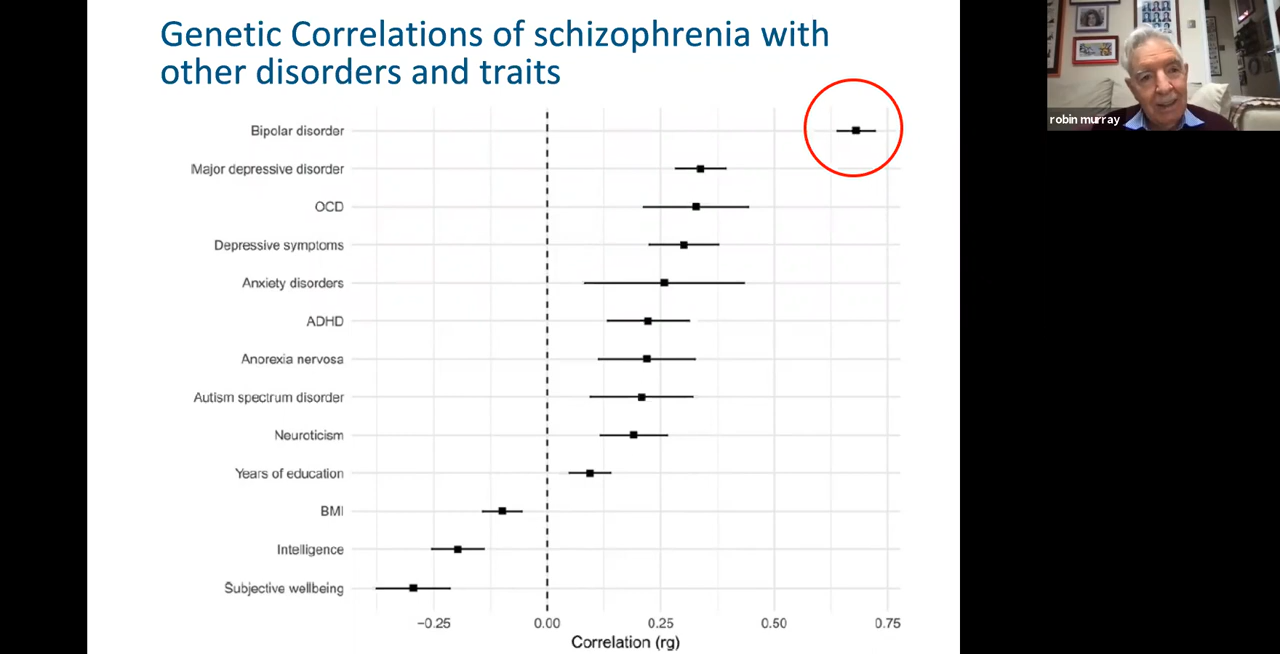 Genetic Correlations of schizophrenia with
other disorders and traits
robin murray
Bipolar disorder
Major depressive disorder
OCD
Depressive symptoms
Anxiety disorders
ADHD
Anorexia nervosa
Autism spectrum disorder
Neuroticism
Years of education
BMI
Intelligence
Subjective wellbeing
−0.25 0.00 0.25 0.50 0.75
Correlation (rg)